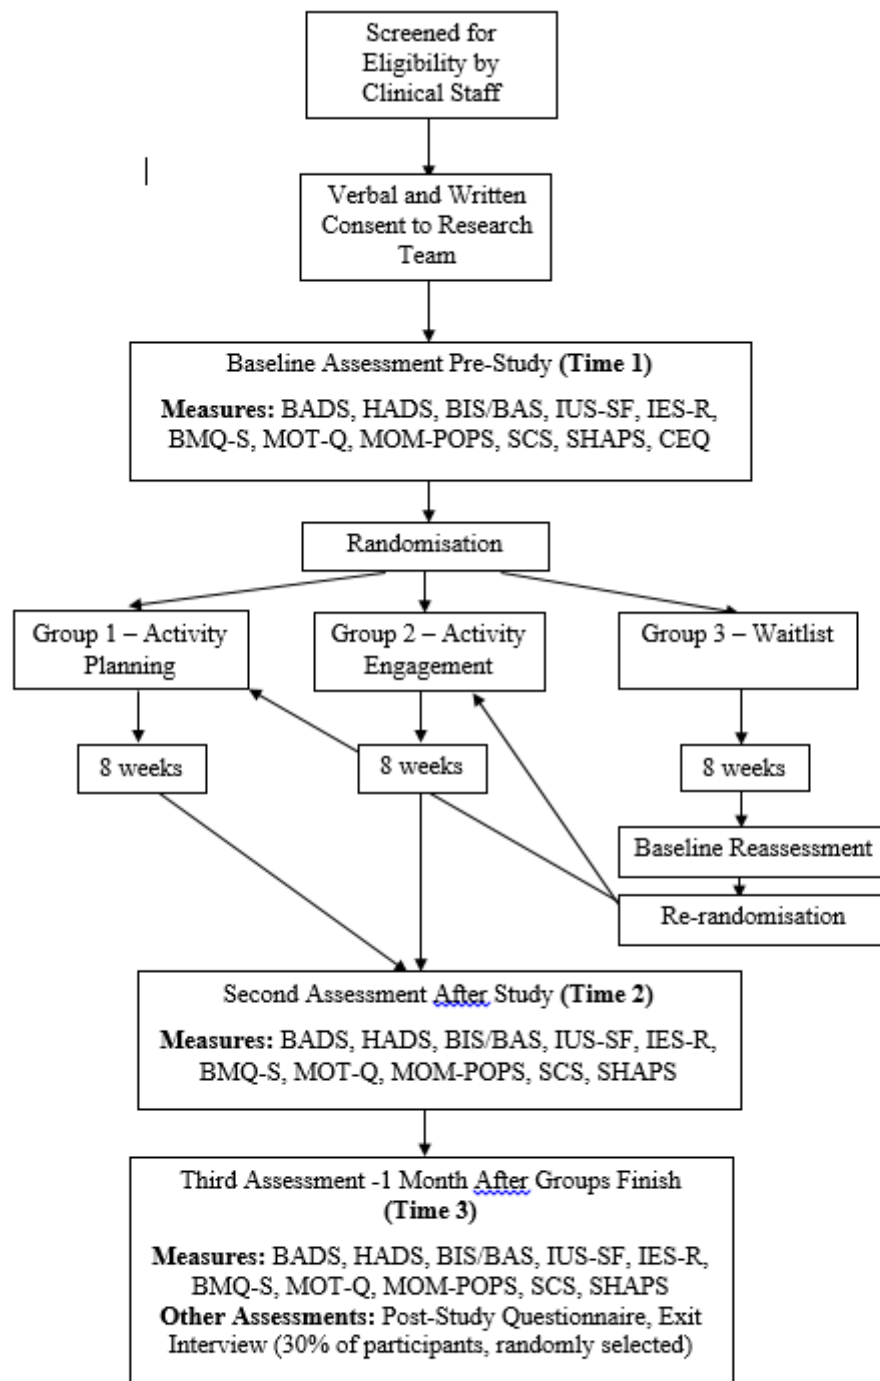 Screened for
Eligibility by
Clinical Staff
Verbal and Written
Consent to Research
Team
Baseline Assessment Pre-Study (Time 1)
Measures: BADS, HADS, BIS/BAS, IUS-SF, IES-R,
BMQ-S, MOT-Q, MOM-POPS, SCS, SHAPS, CEQ
Randomisation
Group 1 – Activity
Planning
Group 2 – Activity
Engagement
Group 3 – Waitlist
8 weeks
8 weeks
8 weeks
Baseline Reassessment
Re-randomisation
Second Assessment After Study (Time 2)
Measures: BADS, HADS, BIS/BAS, IUS-SF, IES-R,
BMQ-S, MOT-Q, MOM-POPS, SCS, SHAPS
Third Assessment -1 Month After Groups Finish
(Time 3)
Measures: BADS, HADS, BIS/BAS, IUS-SF, IES-R,
BMQ-S, MOT-Q, MOM-POPS, SCS, SHAPS
Other Assessments: Post-Study Questionnaire, Exit
Interview (30% of participants, randomly selected)